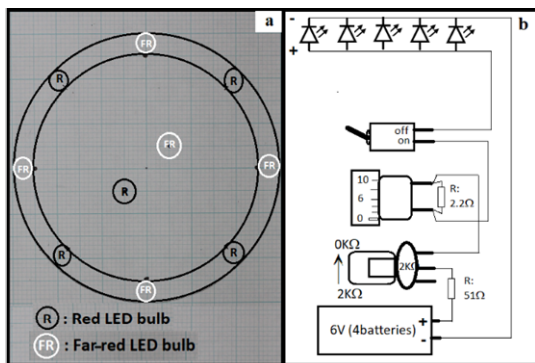 a
FR
R
R
FR
FR
FR
R
R
R
FR
R : Red LED bulb
FR : Far-red LED bulb
b
-
+
off
on
10
6
0
R:
2.2Ω
0KΩ
2KΩ
2KΩ
R:
51Ω
6V (4batteries)
+
-